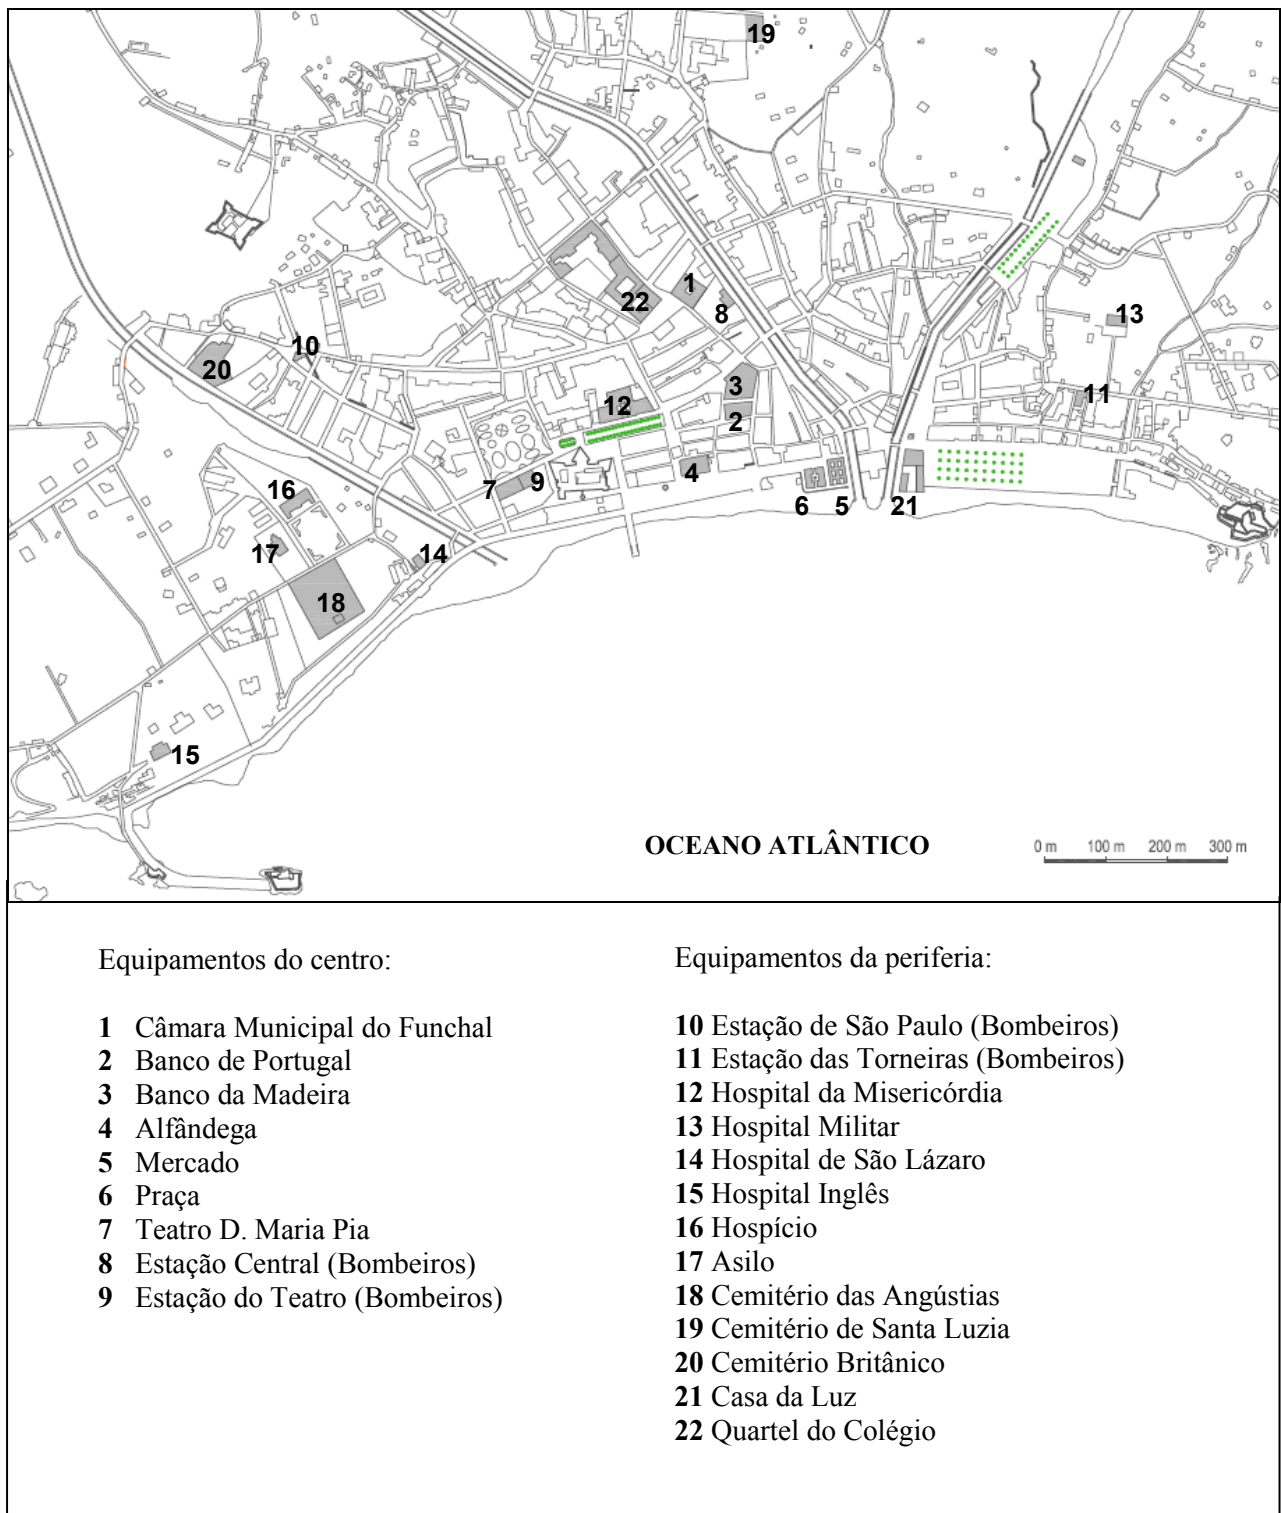 19
1
22
8
13
10
20
3
11
12
2
4
7
9
16
6
5
21
17
14
18
15
OCEANO ATLÂNTICO
0 m 100 m 200 m 300 m
Equipamentos do centro:
1 Câmara Municipal do Funchal
2 Banco de Portugal
3 Banco da Madeira
4 Alfândega
5 Mercado
6 Praça
7 Teatro D. Maria Pia
8 Estação Central (Bombeiros)
9 Estação do Teatro (Bombeiros)
Equipamentos da periferia:
10 Estação de São Paulo (Bombeiros)
11 Estação das Torneiras (Bombeiros)
12 Hospital da Misericórdia
13 Hospital Militar
14 Hospital de São Lázaro
15 Hospital Inglês
16 Hospício
17 Asilo
18 Cemitério das Angústias
19 Cemitério de Santa Luzia
20 Cemitério Britânico
21 Casa da Luz
22 Quartel do Colégio